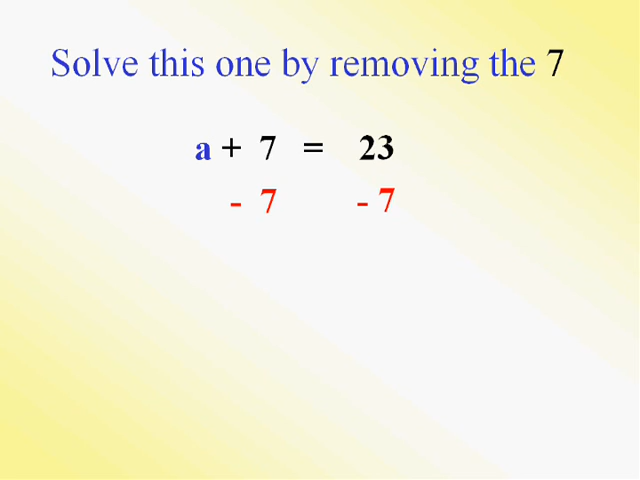 Solve this one by removing the 7
a + 7 = 23
- 7 - 7